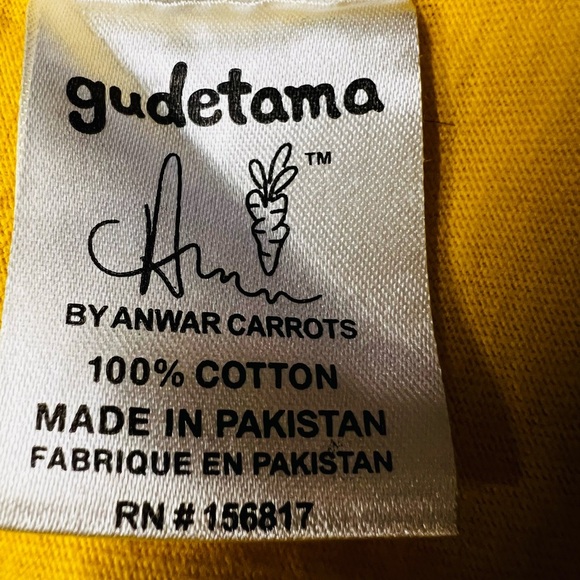 gudetama
TM
BY ANWAR CARROTS
100% COTTON
MADE IN PAKISTAN
FABRIQUE EN PAKISTAN
RN # 156817